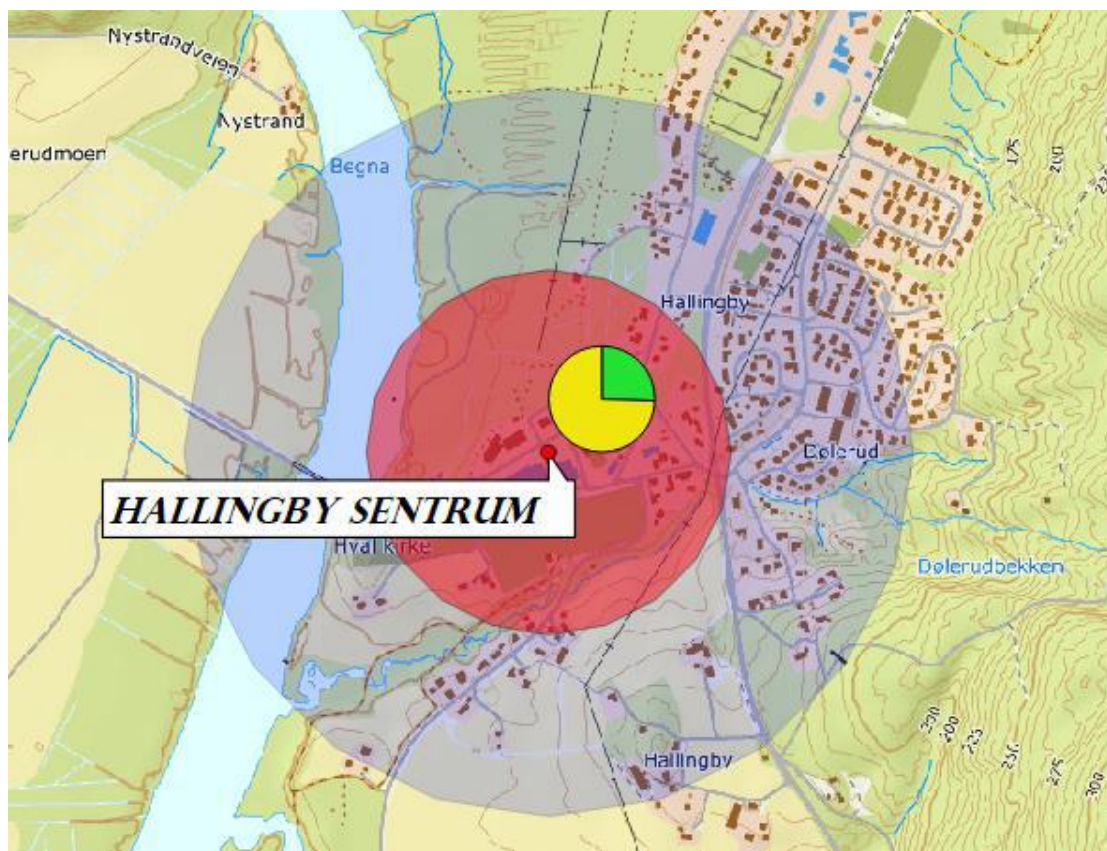 Nystrandveien
Nystrand
erudmoen
Begna
175
200
Hallingby
Dølerud
HALLINGBY SENTRUM
Hval kirke
Dølerudbekken
Hallingby
200
225
250
275
300